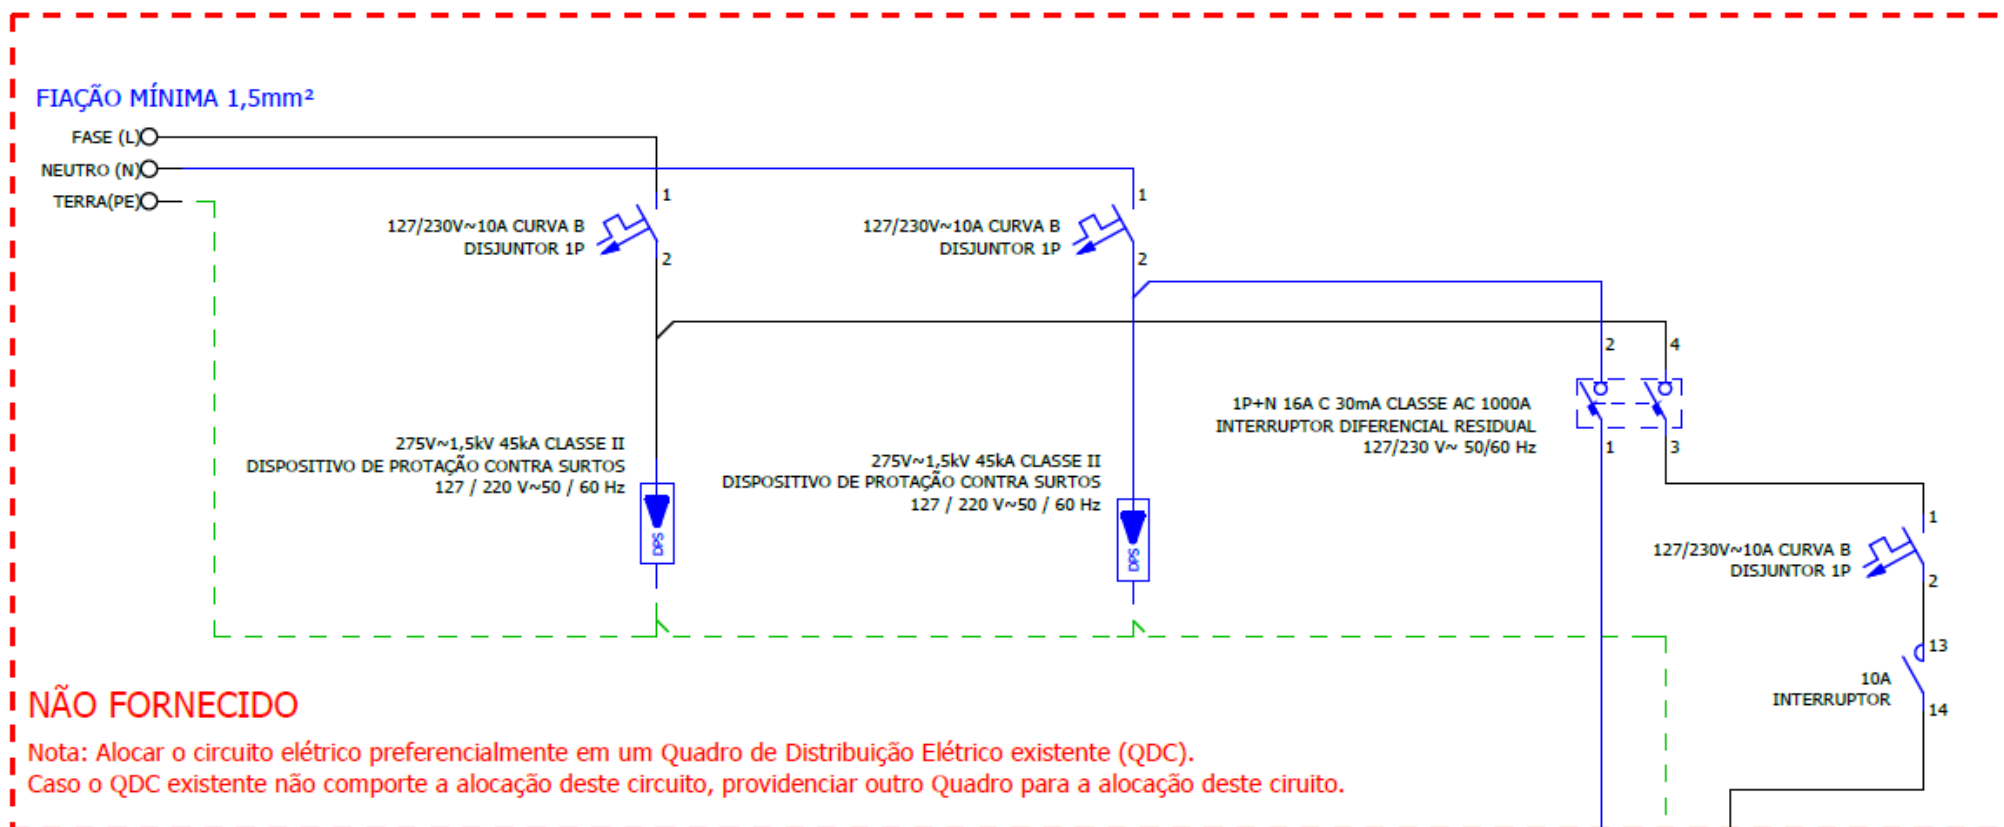 FIAÇÃO MÍNIMA 1,5mm²
FASE (L)
NEUTRO (N)
TERRA(PE)
1
127/230V~10A CURVA B
DISJUNTOR 1P
2
1
127/230V~10A CURVA B
DISJUNTOR 1P
2
2
4
1P+N 16A C 30mA CLASSE AC 1000A
INTERRUPTOR DIFERENCIAL RESIDUAL
127/230 V~ 50/60 Hz
1
3
275V~1,5kV 45kA CLASSE II
DISPOSITIVO DE PROTAÇÃO CONTRA SURTOS
127 / 220 V~50 / 60 Hz
DPS
275V~1,5kV 45kA CLASSE II
DISPOSITIVO DE PROTAÇÃO CONTRA SURTOS
127 / 220 V~50 / 60 Hz
DPS
1
127/230V~10A CURVA B
DISJUNTOR 1P
2
13
10A
INTERRUPTOR
14
NÃO FORNECIDO
Nota: Alocar o circuito elétrico preferencialmente em um Quadro de Distribuição Elétrico existente (QDC).
Caso o QDC existente não comporte a alocação deste circuito, providenciar outro Quadro para a alocação deste ciruito.